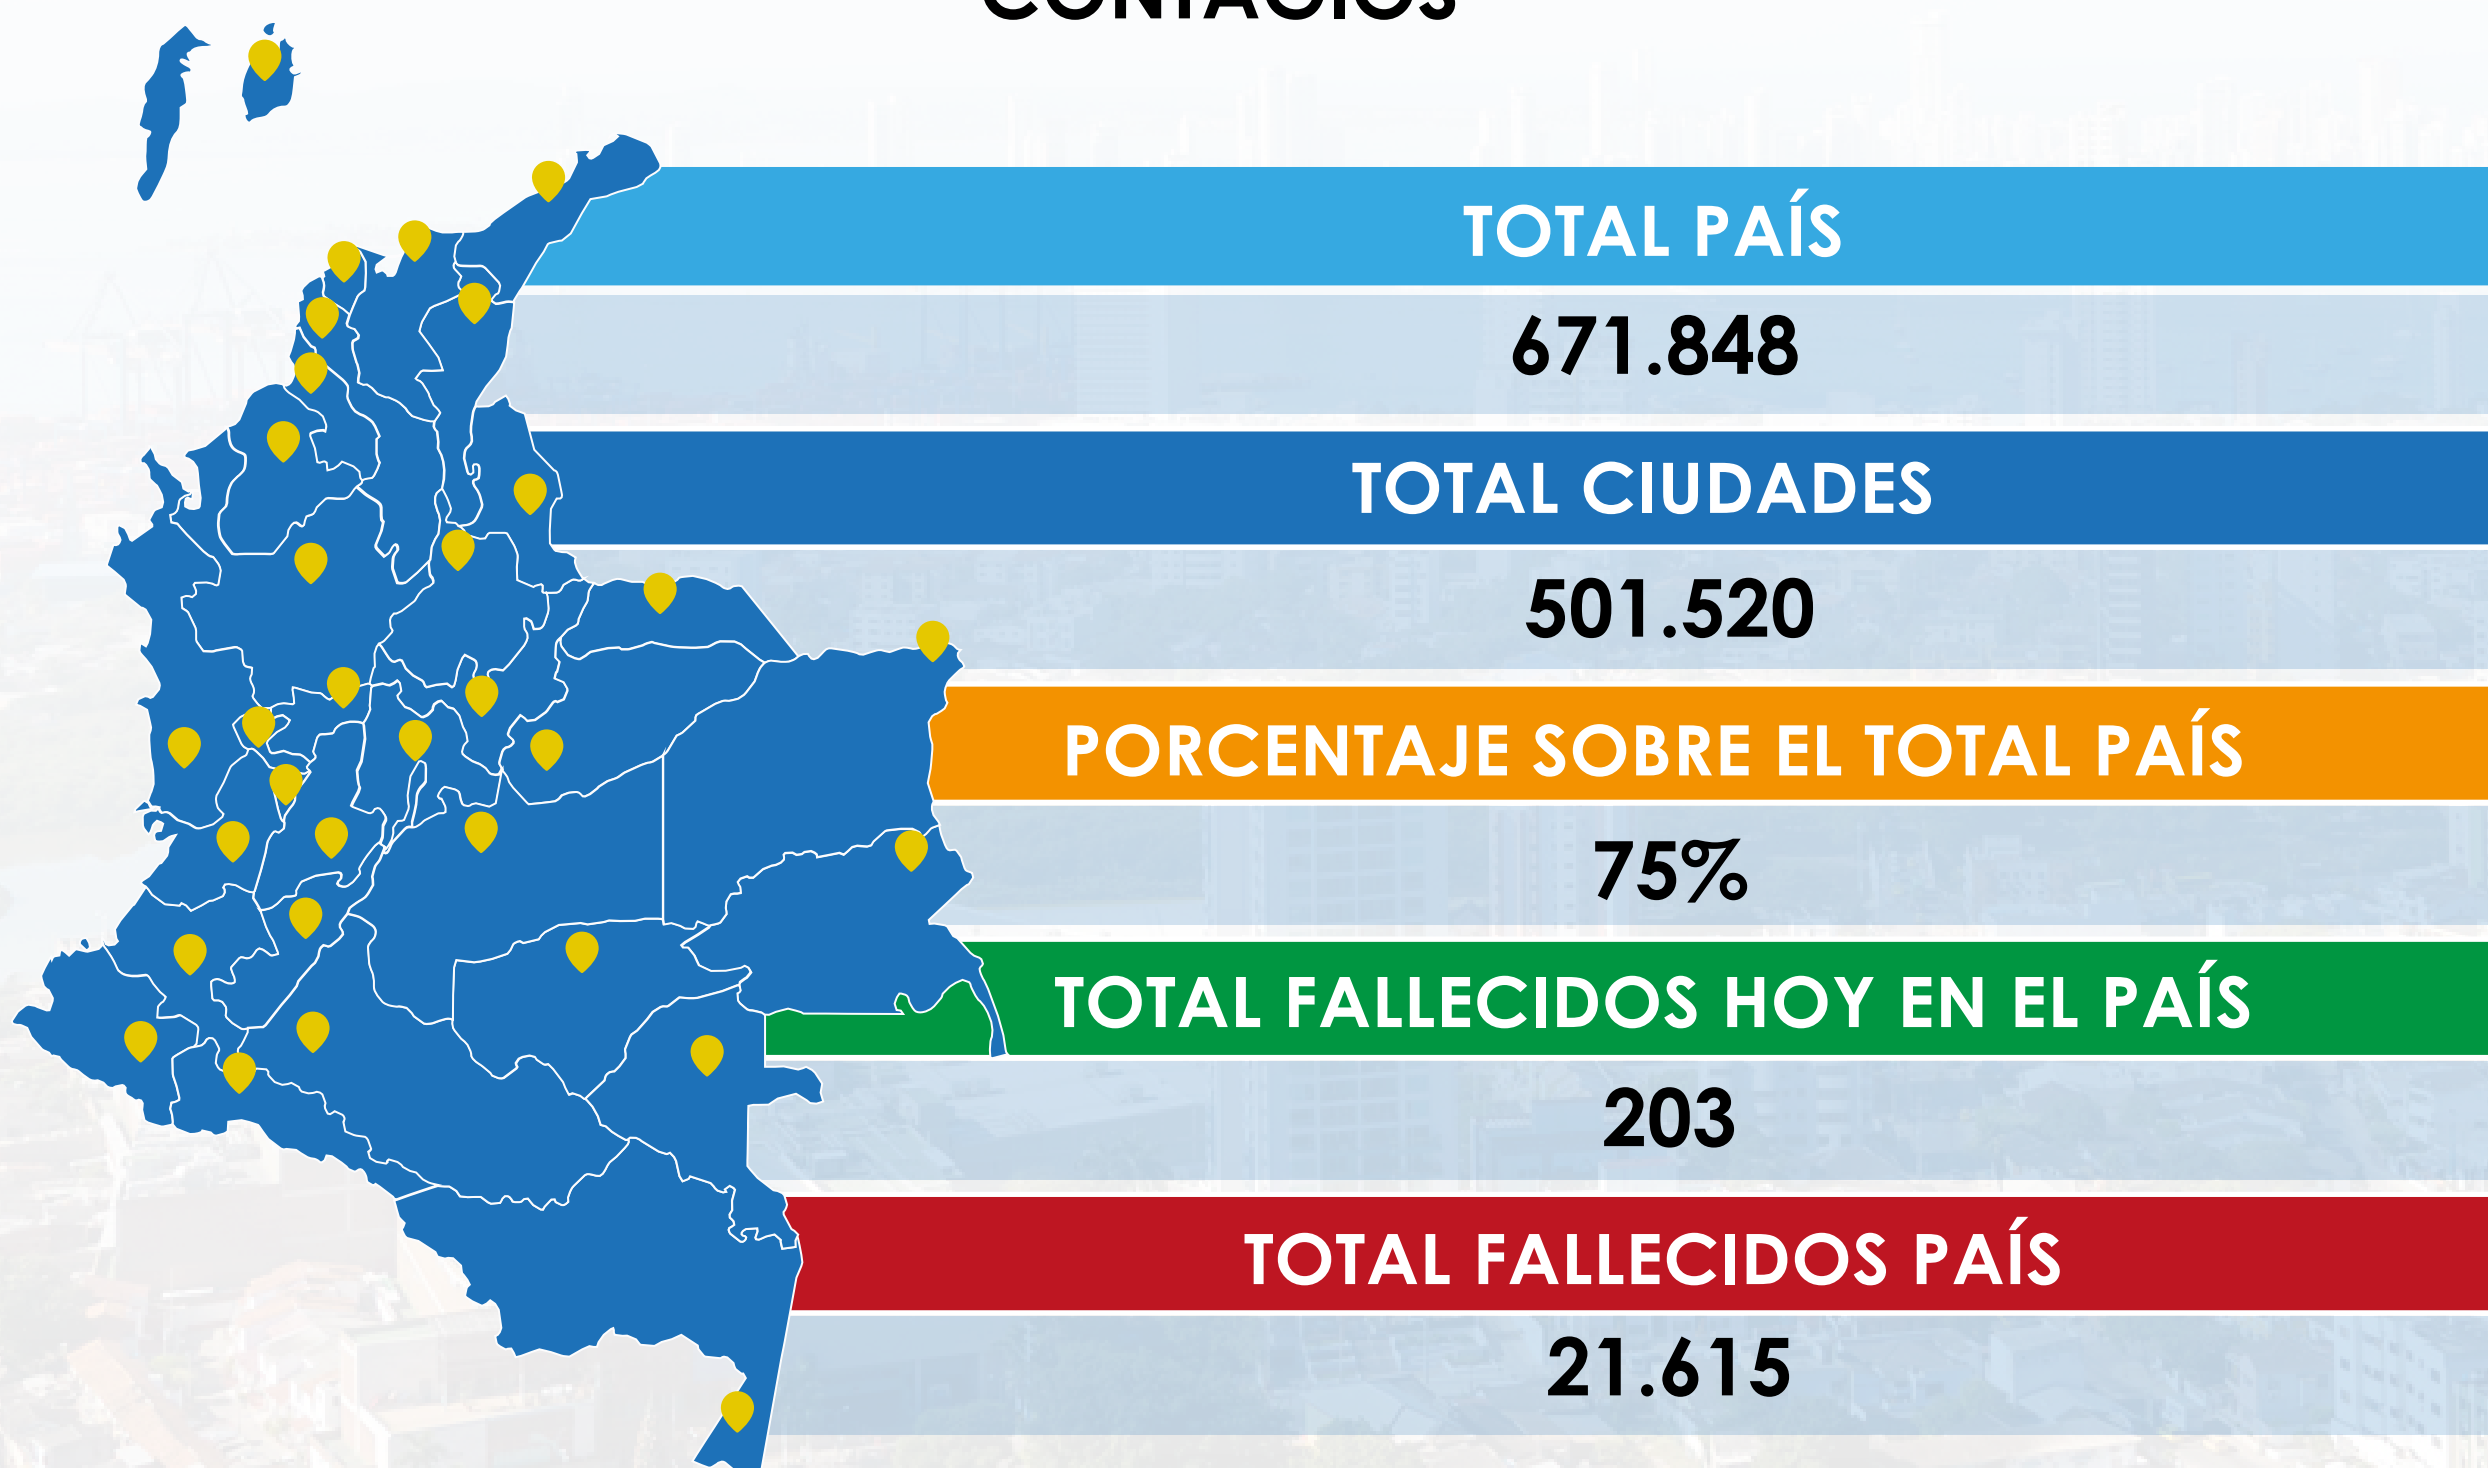 CONTAGIOS
TOTAL PAÍS
671.848
TOTAL CIUDADES
501.520
PORCENTAJE SOBRE EL TOTAL PAÍS
75%
TOTAL FALLECIDOS HOY EN EL PAÍS
203
TOTAL FALLECIDOS PAÍS
21.615